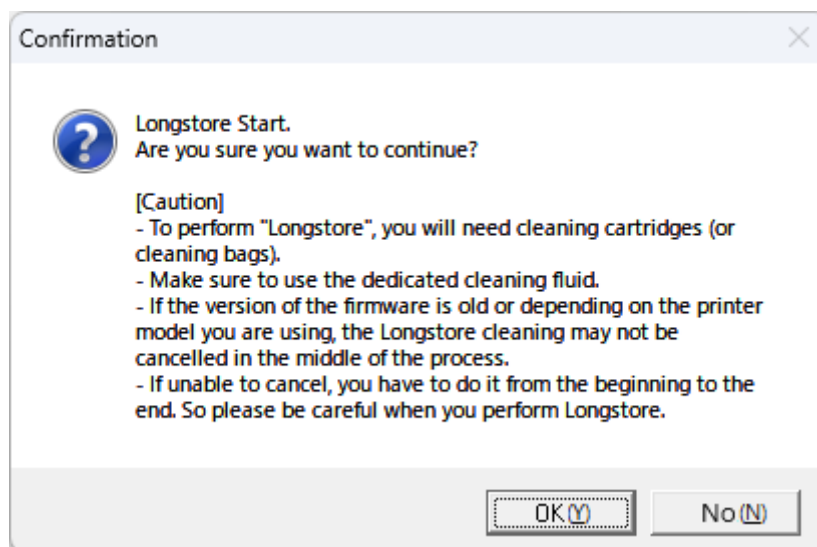 Confirmation
Longstore Start.
Are you sure you want to continue?
[Caution]
- To perform "Longstore", you will need cleaning cartridges (or
cleaning bags).
- Make sure to use the dedicated cleaning fluid.
- If the version of the firmware is old or depending on the printer
model you are using, the Longstore cleaning may not be
cancelled in the middle of the process.
- If unable to cancel, you have to do it from the beginning to the
end. So please be careful when you perform Longstore.
OK(Y) No(N)